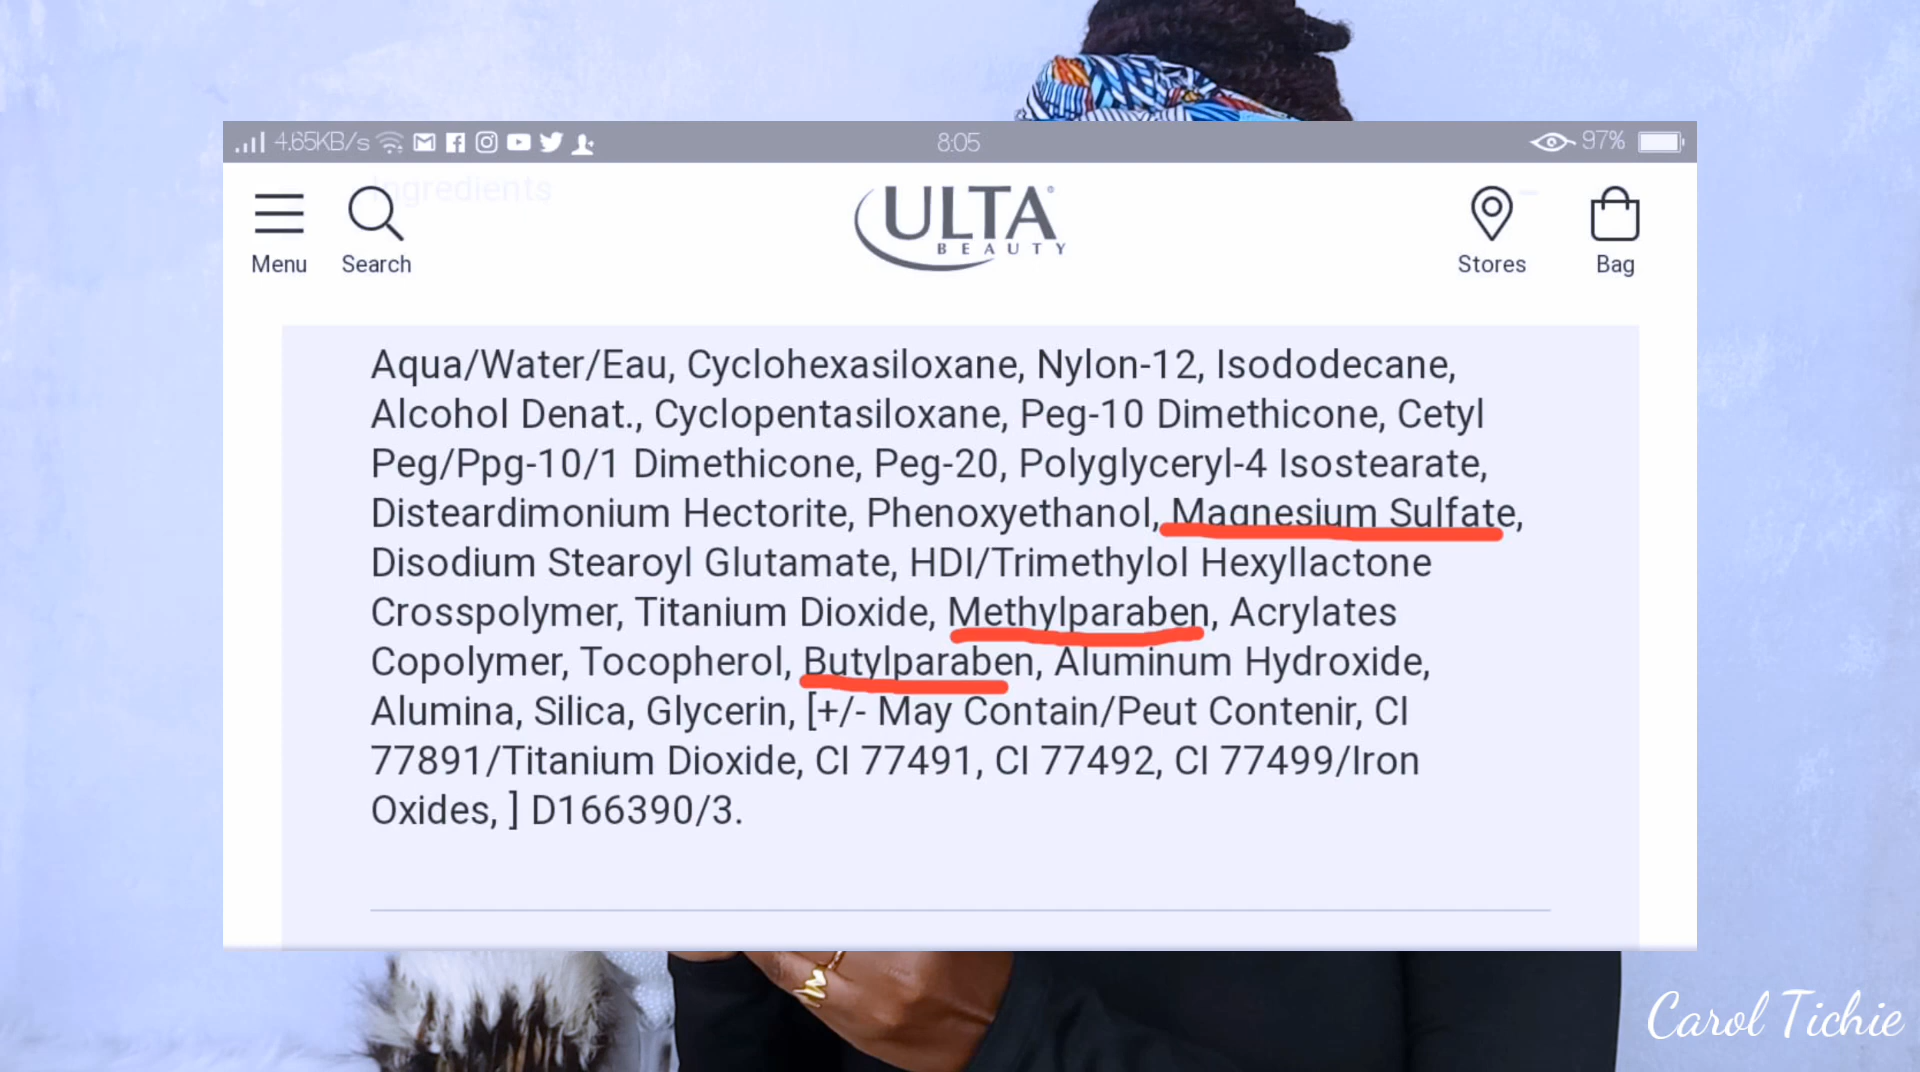 4.65KB/s
8:05
97%
Ingredients
Menu
Search
ULTA
BEAUTY
Stores
Bag
Aqua/Water/Eau, Cyclohexasiloxane, Nylon-12, Isododecane,
Alcohol Denat., Cyclopentasiloxane, Peg-10 Dimethicone, Cetyl
Peg/Ppg-10/1 Dimethicone, Peg-20, Polyglyceryl-4 Isostearate,
Disteardimonium Hectorite, Phenoxyethanol, Magnesium Sulfate,
Disodium Stearoyl Glutamate, HDI/Trimethylol Hexyllactone
Crosspolymer, Titanium Dioxide, Methylparaben, Acrylates
Copolymer, Tocopherol, Butylparaben, Aluminum Hydroxide,
Alumina, Silica, Glycerin, [+/- May Contain/Peut Contenir, CI
77891/Titanium Dioxide, CI 77491, CI 77492, CI 77499/Iron
Oxides, ] D166390/3.
Carol Tichie